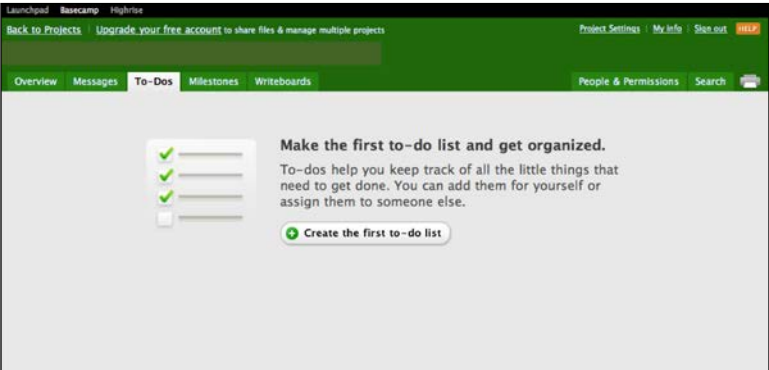 Launchpad Basecamp Highrise
Back to Projects Upgrade your free account to share files & manage multiple projects Project Settings My info Sign out HELP
Overview Messages To-Dos Milestones Writeboards People & Permissions Search
Make the first to-do list and get organized.
To-dos help you keep track of all the little things that
need to get done. You can add them for yourself or
assign them to someone else.
Create the first to-do list